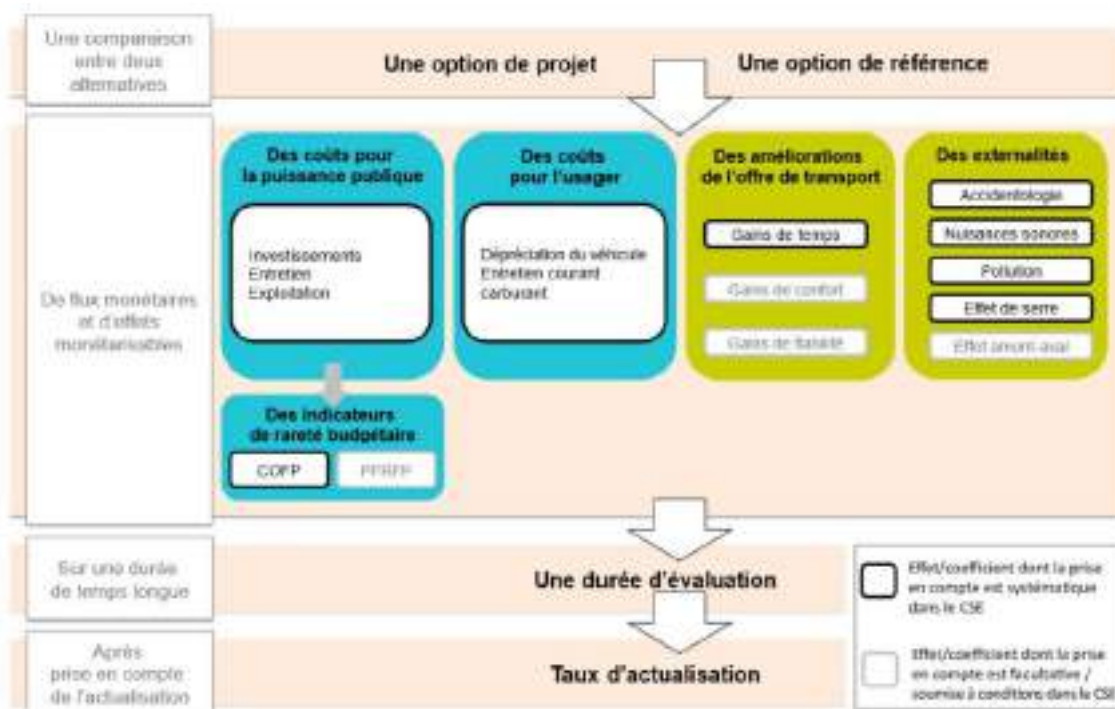 Une comparaison
entre deux
alternatives
Une option de projet
Une option de référence
De flux monétaires
et d'effets
monétarisables
Des coûts pour
la puissance publique
Investissements
Entretien
Exploitation
Des coûts
pour l'usager
Dépréciation du véhicule
Entretien courant
carburant
Des améliorations
de l'offre de transport
Gains de temps
Gains de confort
Gains de fiabilité
Des externalités
Accidentologie
Nuisances sonores
Pollution
Effet de serre
Effet amont-aval
Des indicateurs
de rareté budgétaire
COFP
PFRFP
Sur une durée
de temps longue
Une durée d'évaluation
Après
prise en compte
de l'actualisation
Taux d'actualisation
Effet/coefficient dont la prise
en compte est systématique
dans le CSE
Effet/coefficient dont la prise
en compte est facultative /
soumise à conditions dans le CSE